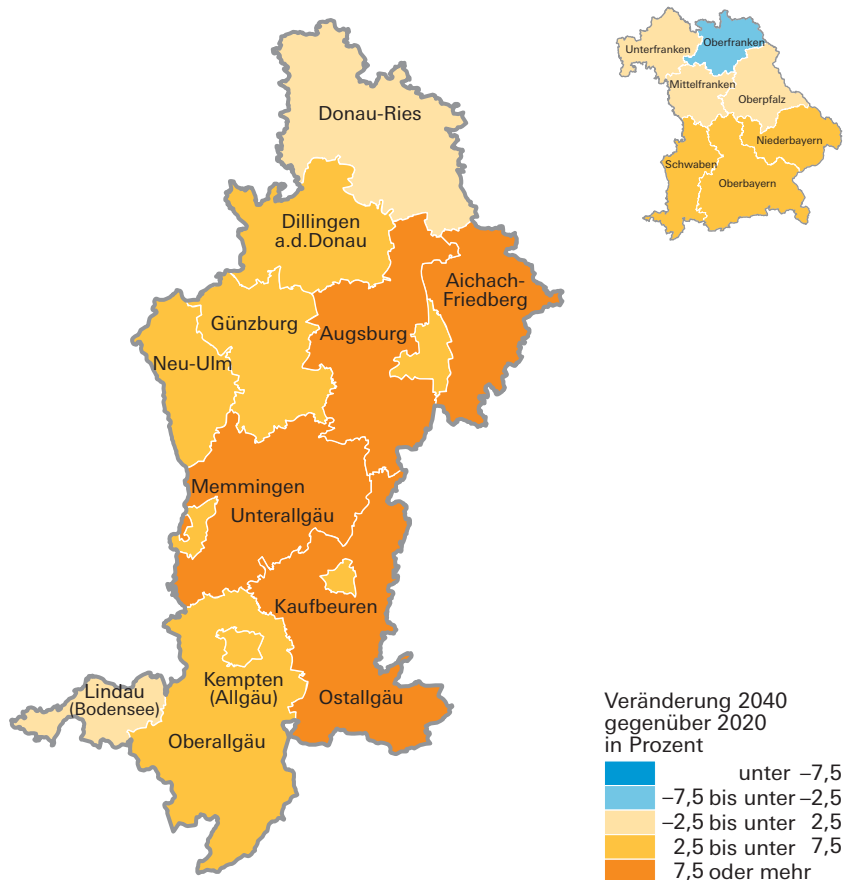 Donau-Ries
Dillingen
a.d.Donau
Aichach-
Friedberg
Günzburg
Augsburg
Neu-Ulm
Memmingen
Unterallgäu
Kaufbeuren
Kempten
(Allgäu)
Ostallgäu
Lindau
(Bodensee)
Oberallgäu
Unterfranken
Oberfranken
Mittelfranken
Oberpfalz
Niederbayern
Schwaben
Oberbayern
Veränderung 2040
gegenüber 2020
in Prozent
unter –7,5
–7,5 bis unter –2,5
–2,5 bis unter 2,5
2,5 bis unter 7,5
7,5 oder mehr